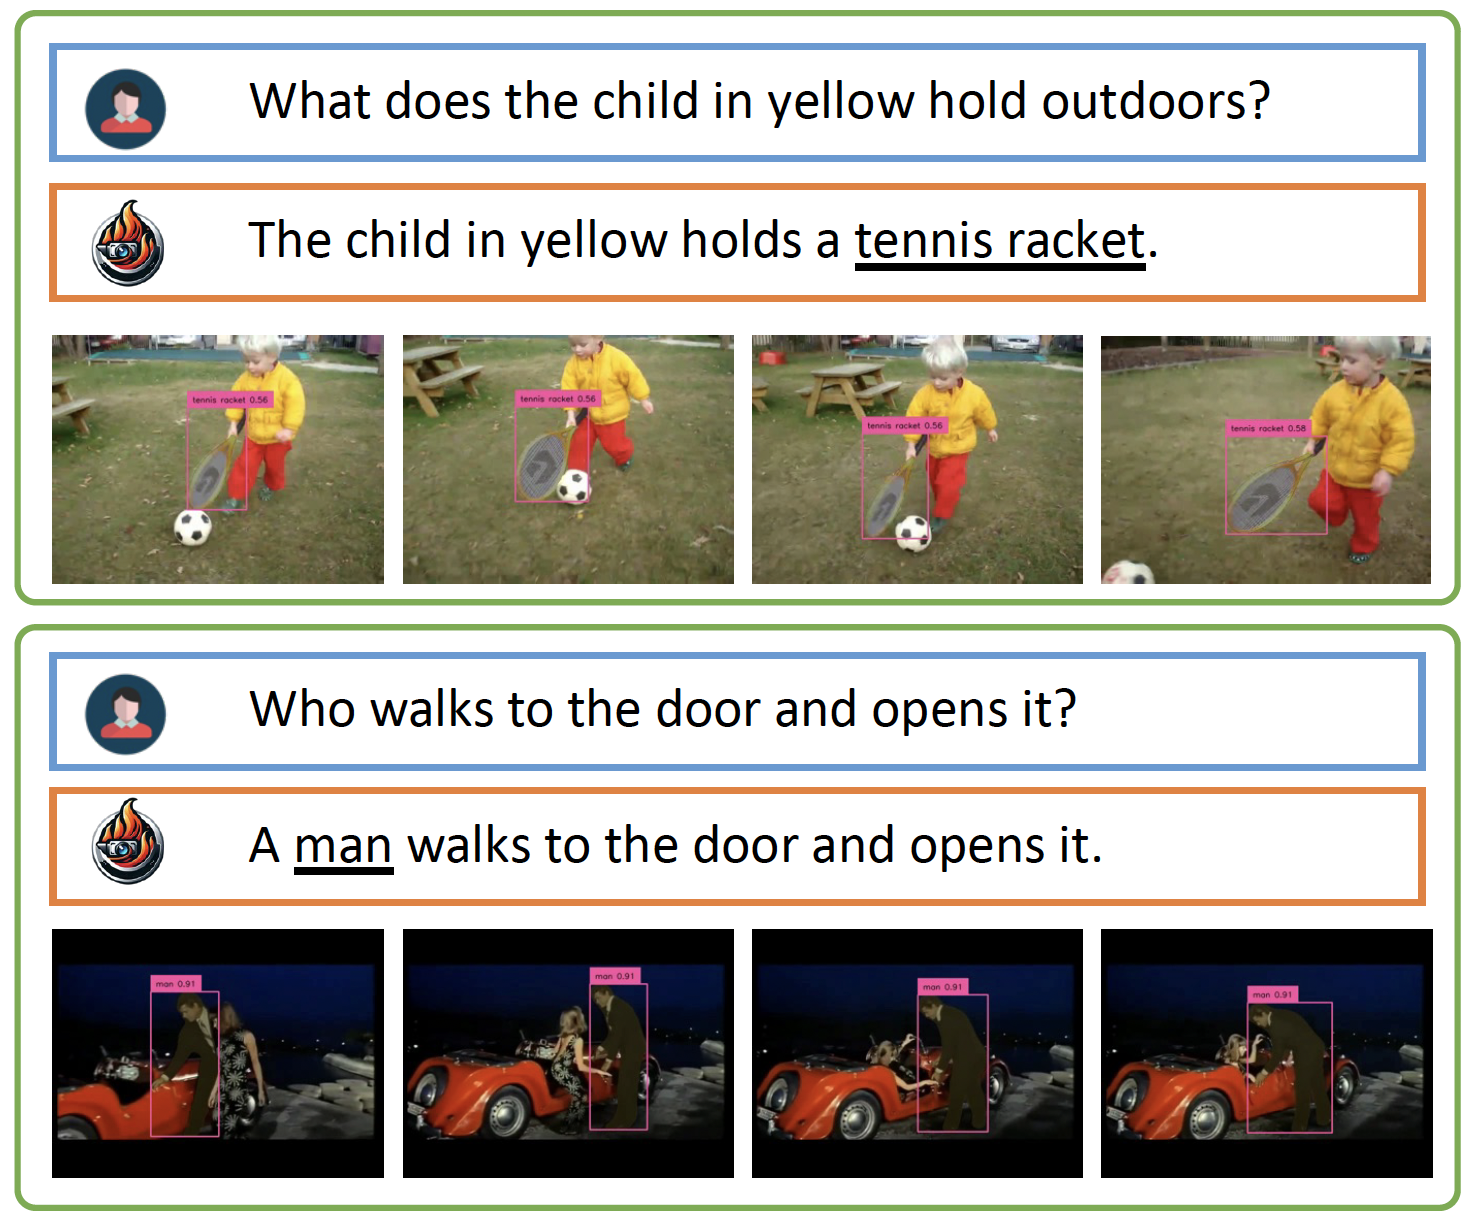 What does the child in yellow hold outdoors?
The child in yellow holds a tennis racket.
tennis racket 0.56
tennis racket 0.56
tennis racket 0.56
tennis racket 0.58
Who walks to the door and opens it?
A man walks to the door and opens it.
man 0.91
man 0.91
man 0.91
man 0.91